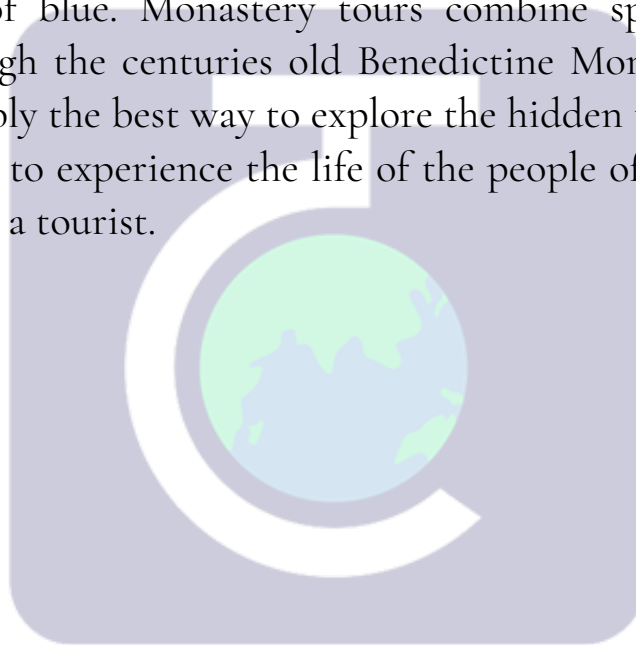 of blue. Monastery tours combine
the centuries old Benedictine
the best way to explore the hidden
to experience the life of the people of
a tourist.